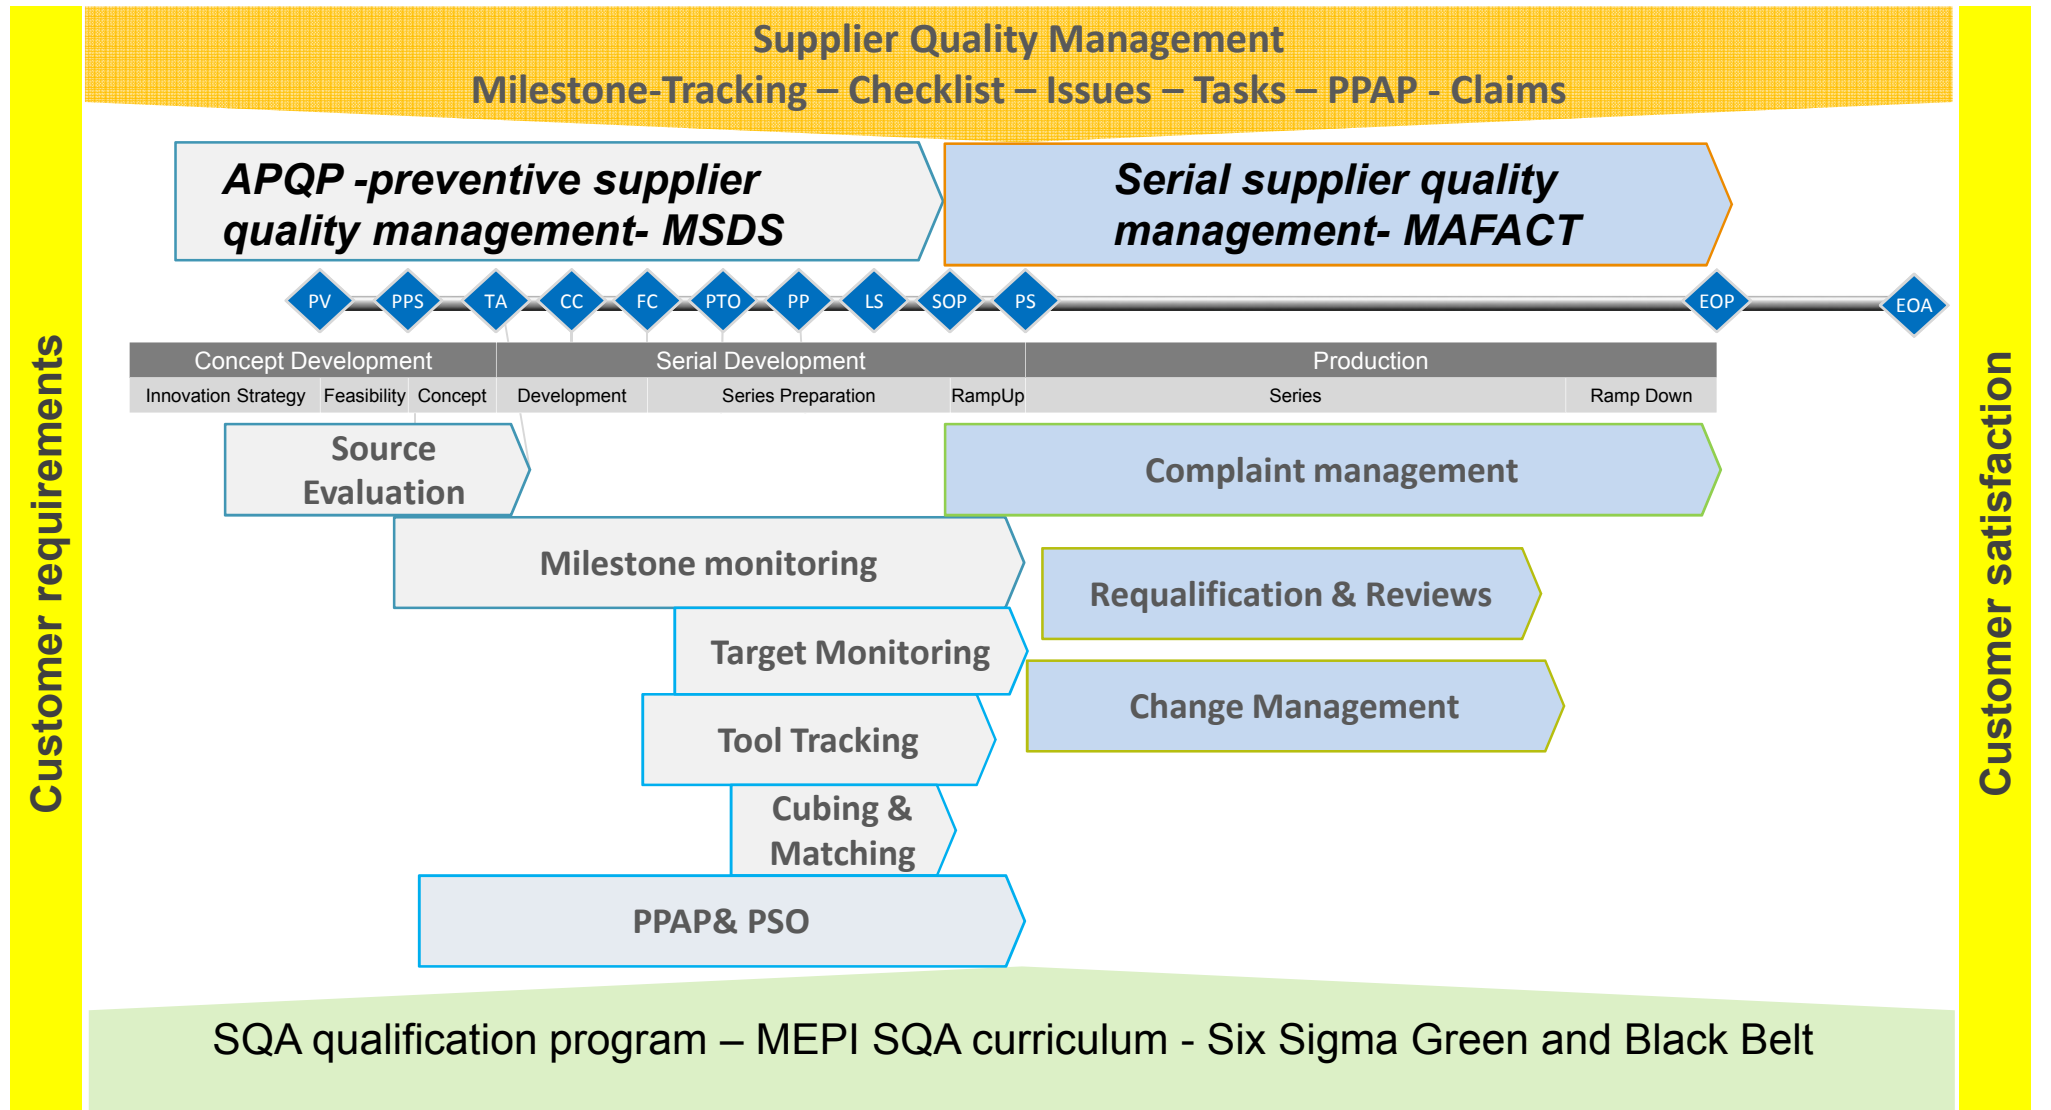 Supplier Quality Management
Milestone-Tracking – Checklist – Issues – Tasks – PPAP - Claims
Customer requirements
APQP -preventive supplier
quality management- MSDS
Serial supplier quality
management- MAFACT
PV PPS TA CC FC PTO PP LS SOP PS EOP EOA
Concept Development Serial Development Production
Innovation Strategy Feasibility Concept Development Series Preparation RampUp Series Ramp Down
Source
Evaluation
Complaint management
Milestone monitoring
Requalification & Reviews
Target Monitoring
Change Management
Tool Tracking
Cubing &
Matching
PPAP& PSO
Customer satisfaction
SQA qualification program – MEPI SQA curriculum - Six Sigma Green and Black Belt